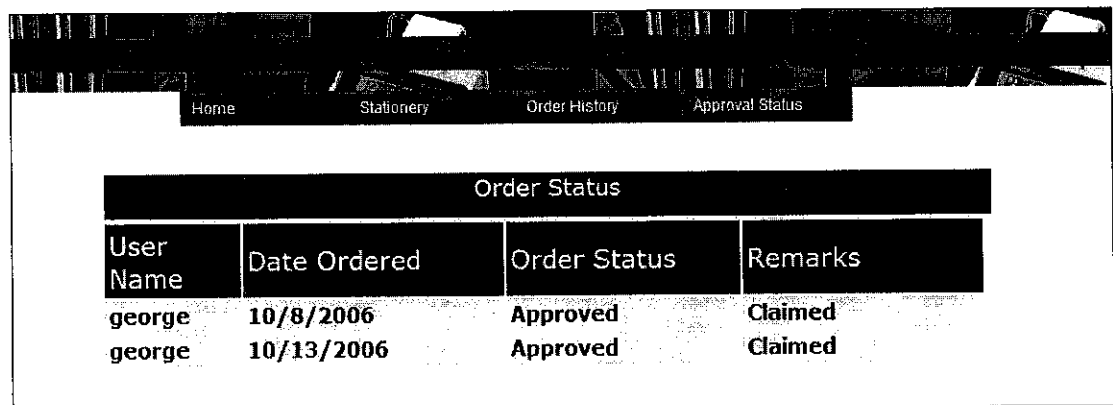 Home Stationery Order History Approval Status
Order Status
User Name Date Ordered Order Status Remarks
george 10/8/2006 Approved Claimed
george 10/13/2006 Approved Claimed